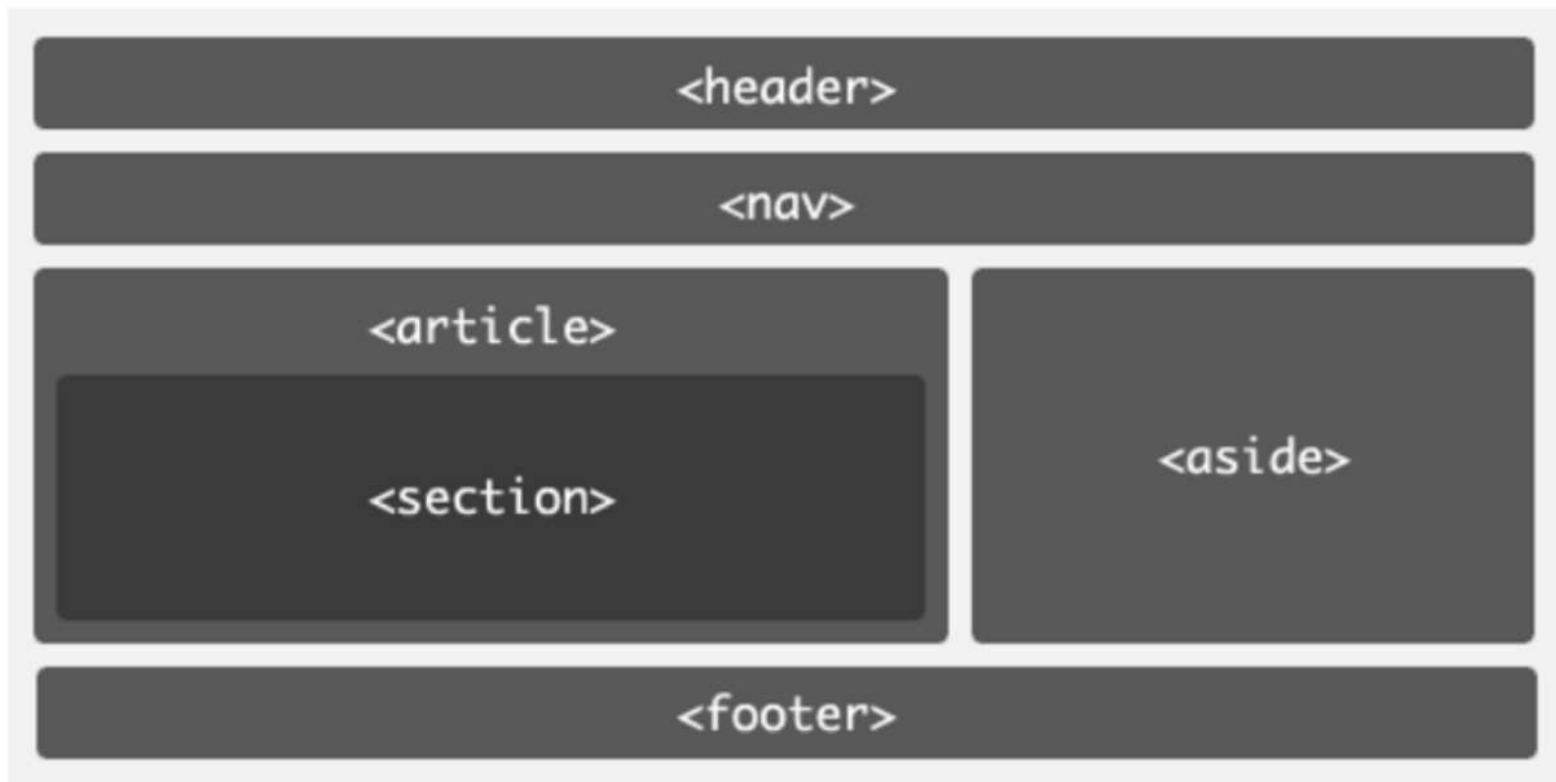 <header>
<nav>
<article>
<section>
<aside>
<footer>